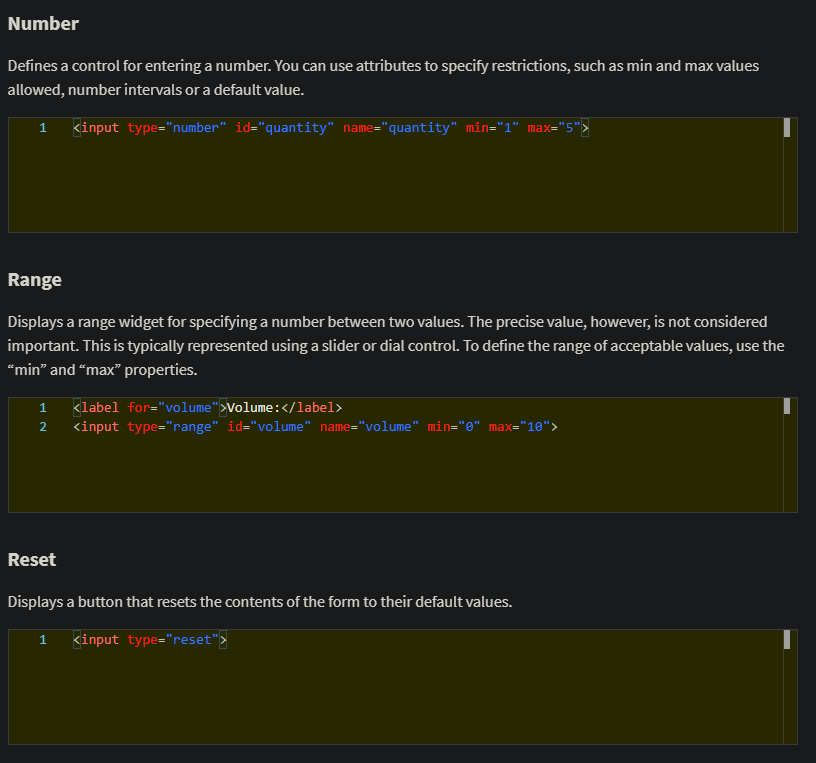 Number
Defines a control for entering a number. You can use attributes to specify restrictions, such as min and max values
allowed, number intervals or a default value.
1 <input type="number" id="quantity" name="quantity" min="1" max="5">
Range
Displays a range widget for specifying a number between two values. The precise value, however, is not considered
important. This is typically represented using a slider or dial control. To define the range of acceptable values, use the
“min” and “max” properties.
1 <label for="volume">Volume:</label>
2 <input type="range" id="volume" name="volume" min="0" max="10">
Reset
Displays a button that resets the contents of the form to their default values.
1 <input type="reset">